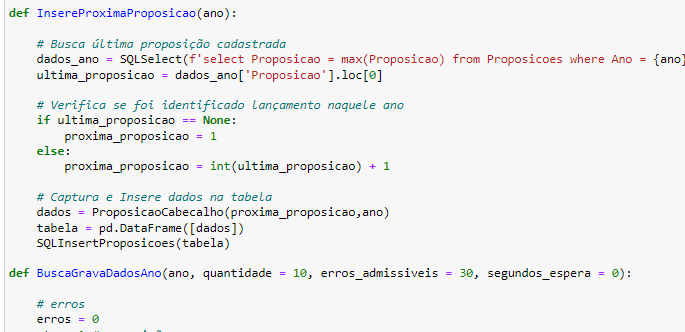 def InsereProximaProposicao(ano):
# Busca última proposição cadastrada
dados_ano = SQLSelect(f'select Proposicao = max(Proposicao) from Proposicoes where Ano = {ano}
ultima_proposicao = dados_ano['Proposicao'].loc[0]
# Verifica se foi identificado lançamento naquele ano
if ultima_proposicao == None:
proxima_proposicao = 1
else:
proxima_proposicao = int(ultima_proposicao) + 1
# Captura e Insere dados na tabela
dados = ProposicaoCabecalho(proxima_proposicao,ano)
tabela = pd.DataFrame([dados])
SQLInsertProposicoes(tabela)
def BuscaGravaDadosAno(ano, quantidade = 10, erros_admissiveis = 30, segundos_espera = 0):
# erros
erros = 0